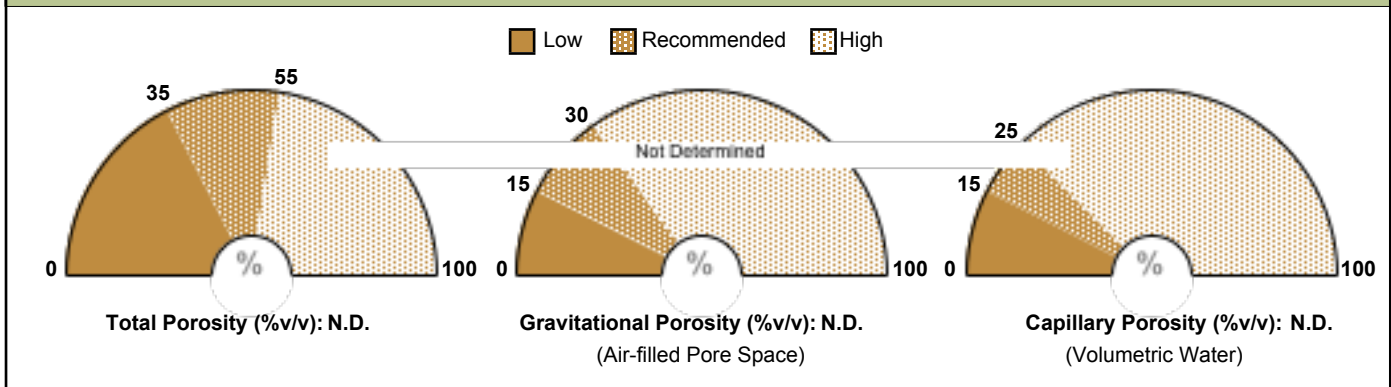 Low Recommended High
35 55
0 100
%
Total Porosity (%v/v): N.D.
30
15
0 100
%
Gravitational Porosity (%v/v): N.D.
(Air-filled Pore Space)
Not Determined
25
15
0 100
%
Capillary Porosity (%v/v): N.D.
(Volumetric Water)